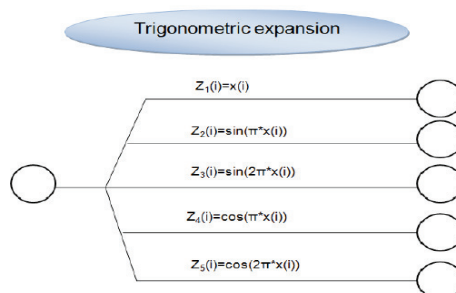 Trigonometric expansion
Z₁(i)=x(i)
Z₂(i)=sin(π*x(i))
Z₃(i)=sin(2π*x(i))
Z₄(i)=cos(π*x(i))
Z₅(i)=cos(2π*x(i))